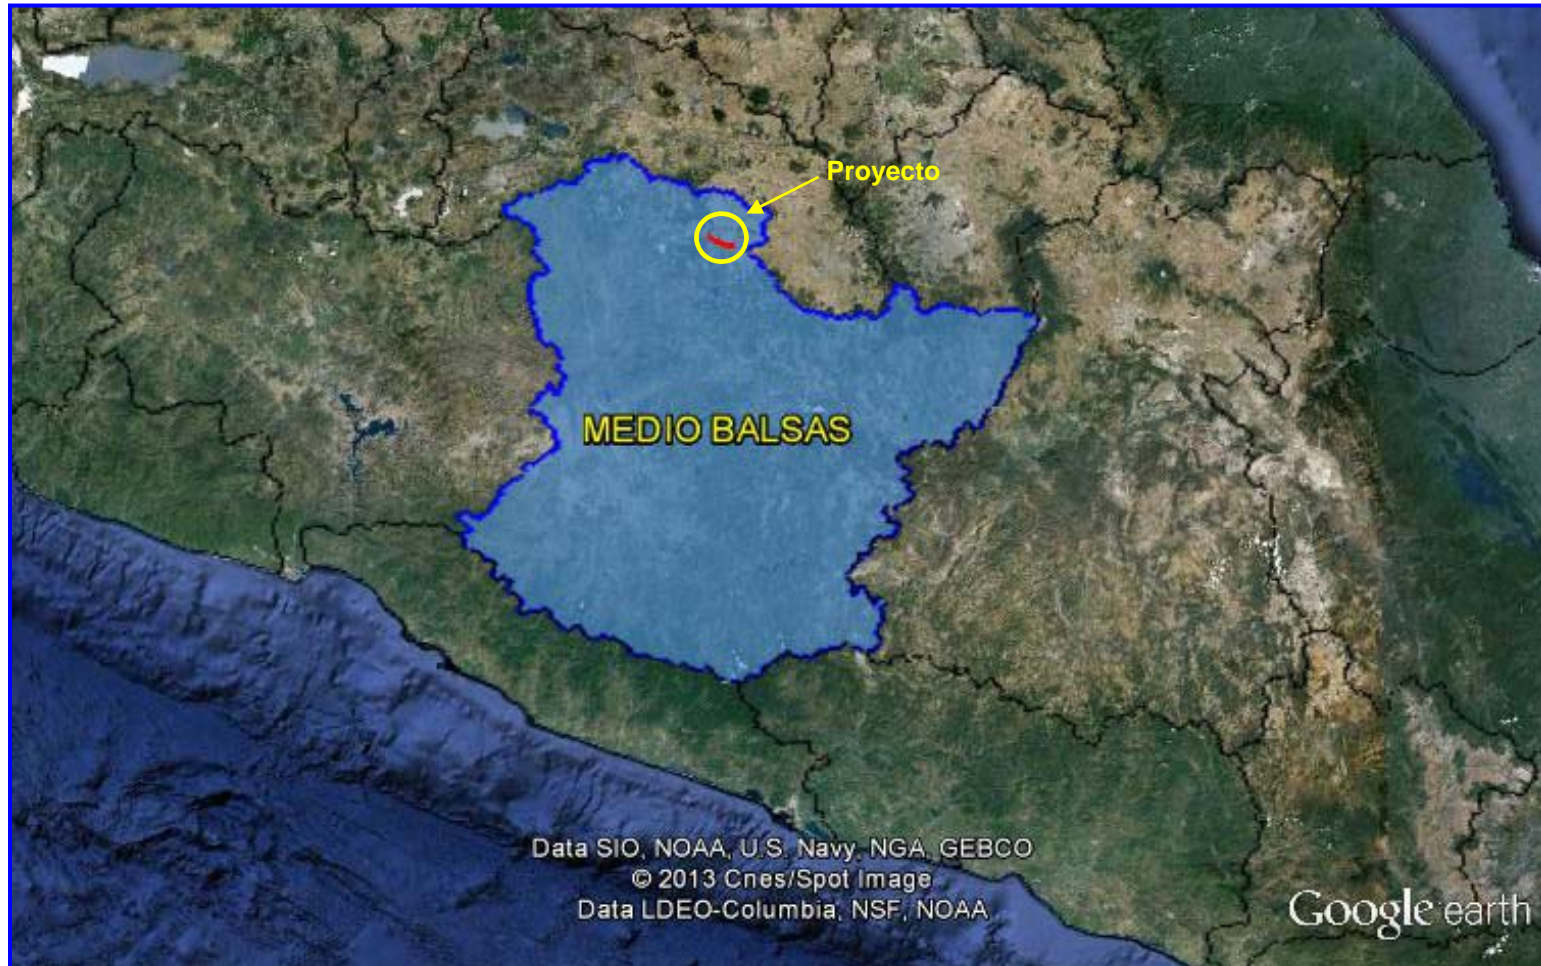 Proyecto
MEDIO BALSAS
Data SIO, NOAA, U.S. Navy, NGA, GEBCO
© 2013 Cnes/Spot Image
Data LDEO-Columbia, NSF, NOAA
Google earth